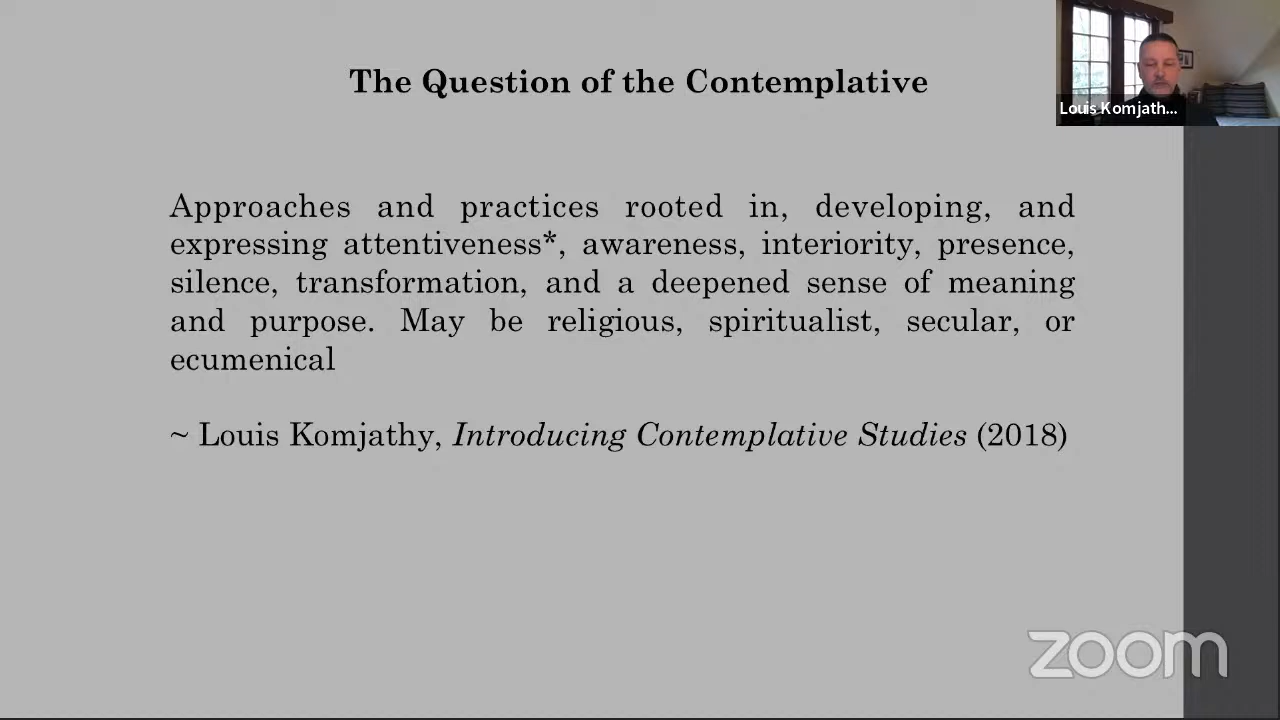 The Question of the Contemplative
Louis Komjath...
Approaches and practices rooted in, developing, and
expressing attentiveness*, awareness, interiority, presence,
silence, transformation, and a deepened sense of meaning
and purpose. May be religious, spiritualist, secular, or
ecumenical
~ Louis Komjathy, Introducing Contemplative Studies (2018)
zoom